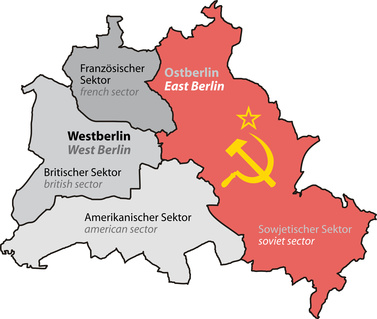 Französischer
Sektor
french sector
Ostberlin
East Berlin
Westberlin
West Berlin
Britischer Sektor
british sector
Amerikanischer Sektor
american sector
Sowjetischer Sektor
soviet sector